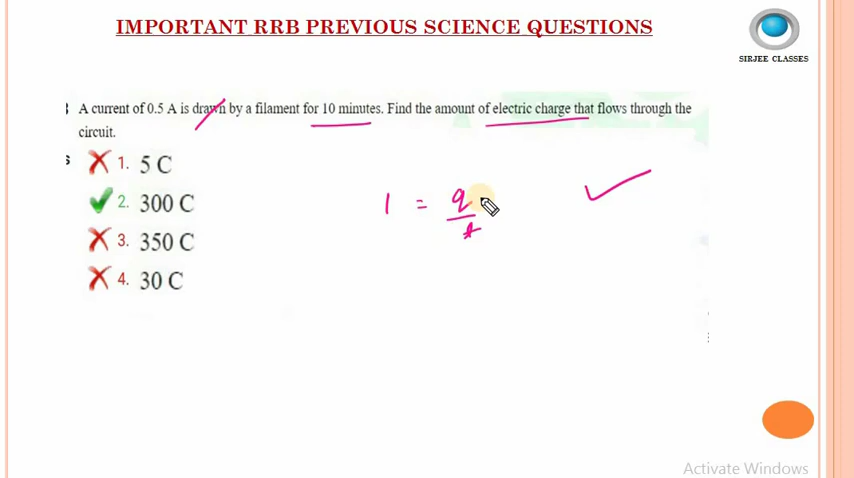 IMPORTANT RRB PREVIOUS SCIENCE QUESTIONS
SIRJEE CLASSES
A current of 0.5 A is drawn by a filament for 10 minutes. Find the amount of electric charge that flows through the
circuit.
1. 5 C
2. 300 C
3. 350 C
4. 30 C
I = q
t
Activate Windows